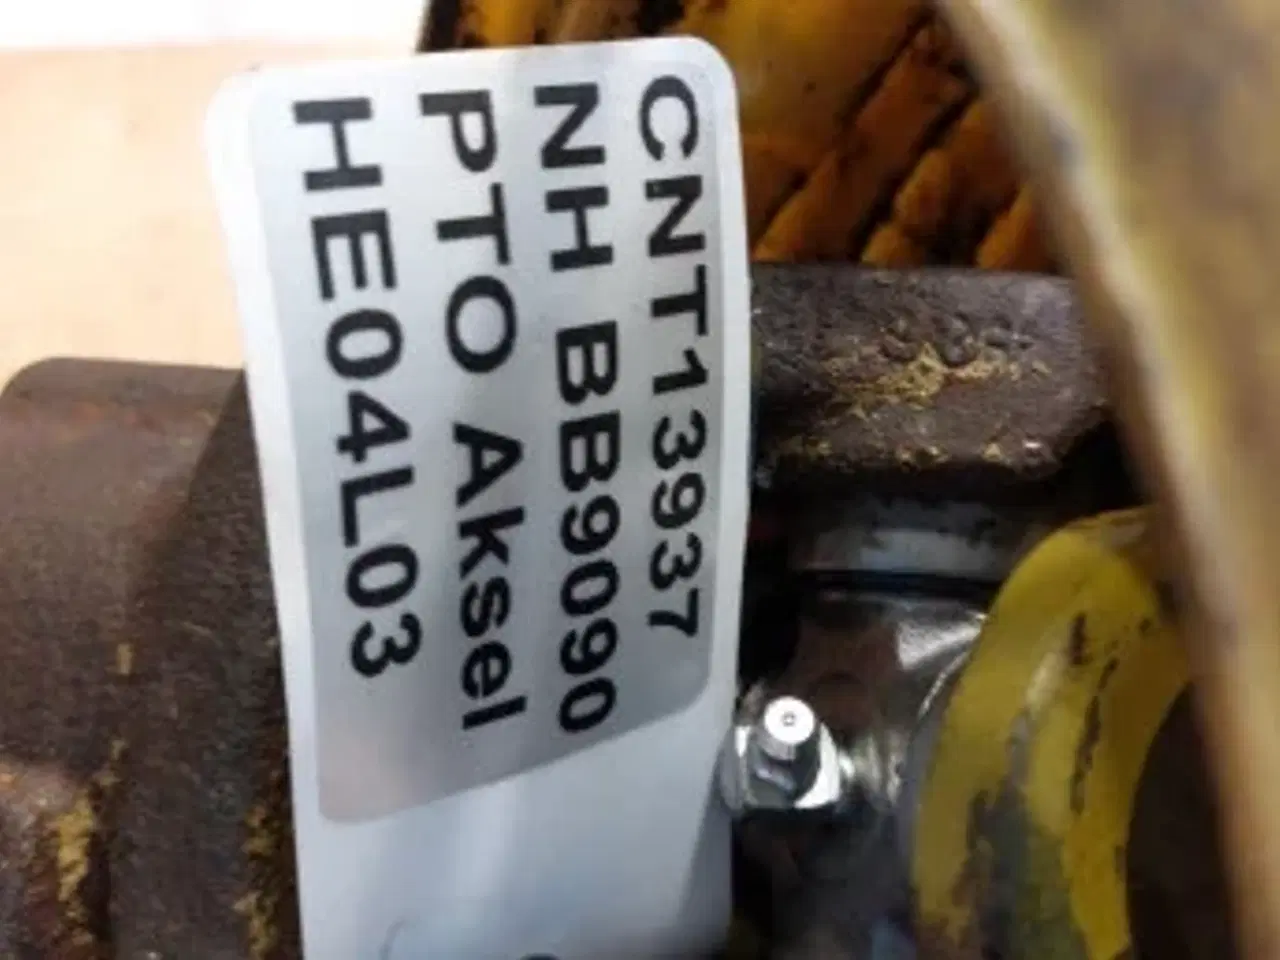 CNT13937
NH BB9090
PTO Aksel
HE04L03